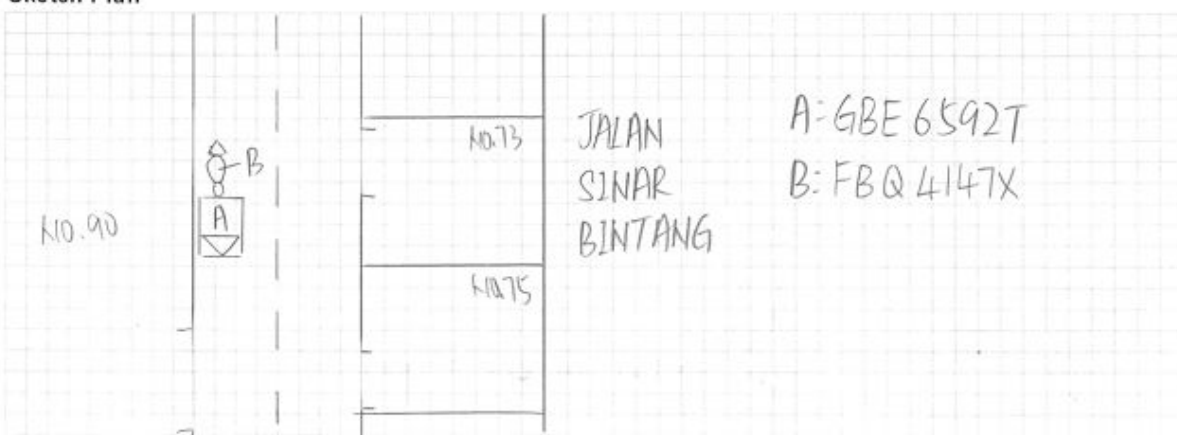 Sketch Plan
No.73
JALAN
SINAR
BINTANG
A: GBE 6592T
B: FBQ 4147X
B
A
No.90
No.75